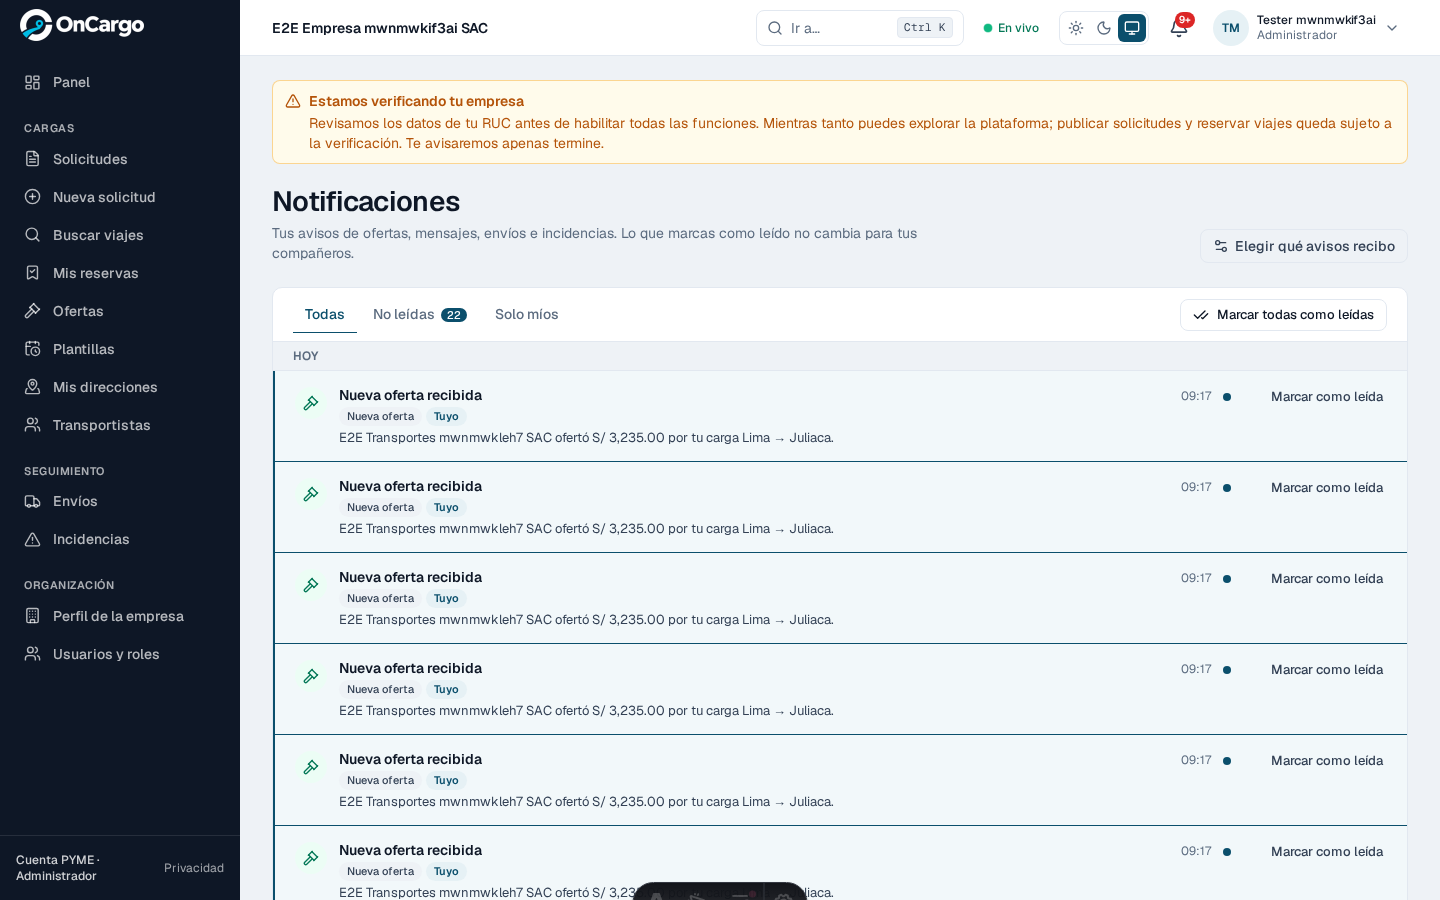 OnCargo
E2E Empresa mwnmwkif3ai SAC
Ir a...
Ctrl K
En vivo
9+
TM
Tester mwnmwkif3ai
Administrador
Panel
CARGAS
Solicitudes
Nueva solicitud
Buscar viajes
Mis reservas
Ofertas
Plantillas
Mis direcciones
Transportistas
SEGUIMIENTO
Envíos
Incidencias
ORGANIZACIÓN
Perfil de la empresa
Usuarios y roles
Cuenta PYME ·
Administrador
Privacidad
Estamos verificando tu empresa
Revisamos los datos de tu RUC antes de habilitar todas las funciones. Mientras tanto puedes explorar la plataforma; publicar solicitudes y reservar viajes queda sujeto a
la verificación. Te avisaremos apenas termine.
Notificaciones
Tus avisos de ofertas, mensajes, envíos e incidencias. Lo que marcas como leído no cambia para tus
compañeros.
Elegir qué avisos recibo
Todas
No leídas 22
Solo míos
Marcar todas como leídas
HOY
Nueva oferta recibida
09:17
Marcar como leída
Nueva oferta Tuyo
E2E Transportes mwnmwkleh7 SAC ofertó S/ 3,235.00 por tu carga Lima → Juliaca.
Nueva oferta recibida
09:17
Marcar como leída
Nueva oferta Tuyo
E2E Transportes mwnmwkleh7 SAC ofertó S/ 3,235.00 por tu carga Lima → Juliaca.
Nueva oferta recibida
09:17
Marcar como leída
Nueva oferta Tuyo
E2E Transportes mwnmwkleh7 SAC ofertó S/ 3,235.00 por tu carga Lima → Juliaca.
Nueva oferta recibida
09:17
Marcar como leída
Nueva oferta Tuyo
E2E Transportes mwnmwkleh7 SAC ofertó S/ 3,235.00 por tu carga Lima → Juliaca.
Nueva oferta recibida
09:17
Marcar como leída
Nueva oferta Tuyo
E2E Transportes mwnmwkleh7 SAC ofertó S/ 3,235.00 por tu carga Lima → Juliaca.
Nueva oferta recibida
09:17
Marcar como leída
Nueva oferta Tuyo
E2E Transportes mwnmwkleh7 SAC ofertó S/ 3,23